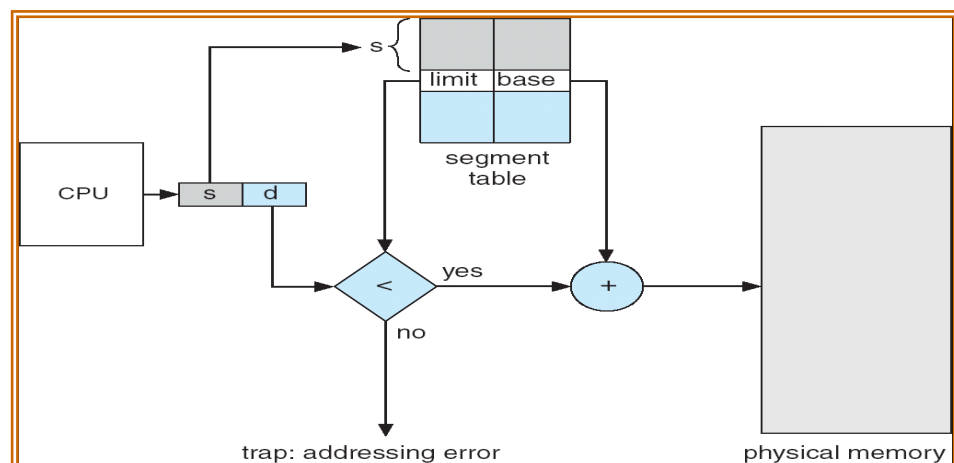 s
limit base
segment
table
CPU
s d
<
yes
+
no
trap: addressing error
physical memory